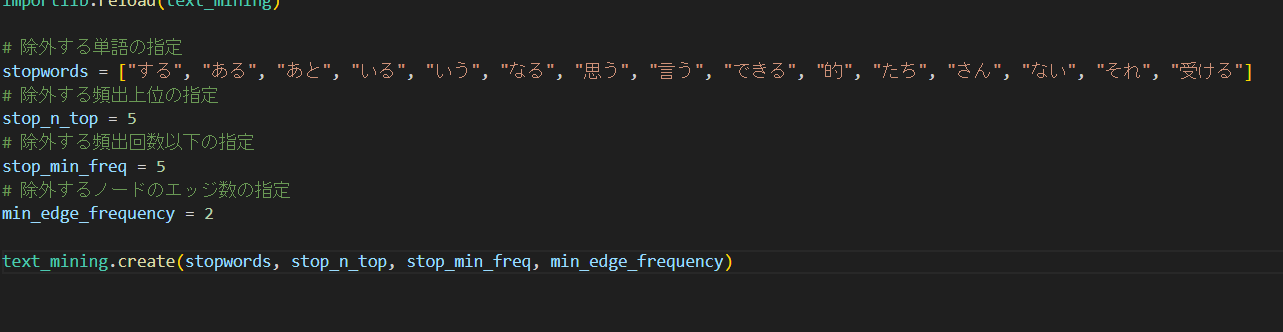 importlib.reload(text_mining)
# 除外する単語の指定
stopwords = ["する", "ある", "あと", "いる", "いう", "なる", "思う", "言う", "できる", "的", "たち", "さん", "ない", "それ", "受ける"]
# 除外する頻出上位の指定
stop_n_top = 5
# 除外する頻出回数以下の指定
stop_min_freq = 5
# 除外するノードのエッジ数の指定
min_edge_frequency = 2
text_mining.create(stopwords, stop_n_top, stop_min_freq, min_edge_frequency)